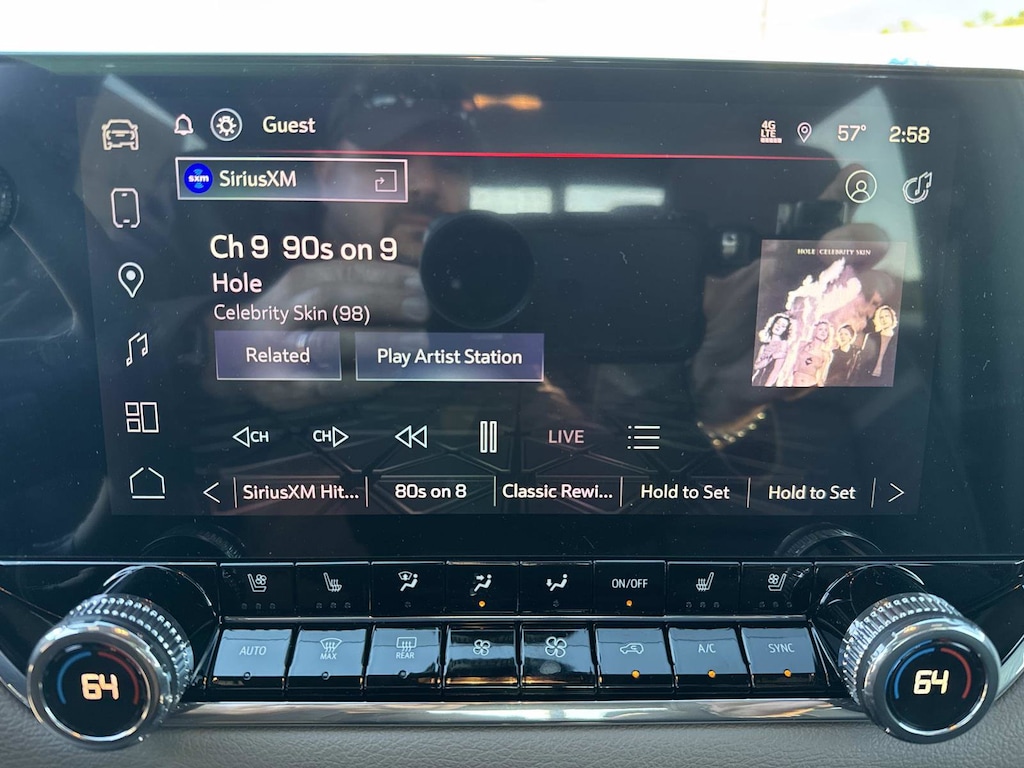 Guest
4G
LTE
57°
2:58
sxm SiriusXM
Ch 9 90s on 9
Hole
Celebrity Skin (98)
HOLE CELEBRITY SKIN
Related
Play Artist Station
CH
CH
LIVE
SiriusXM Hit...
80s on 8
Classic Rewi...
Hold to Set
Hold to Set
ON/OFF
AUTO
MAX
REAR
A/C
SYNC
64
64